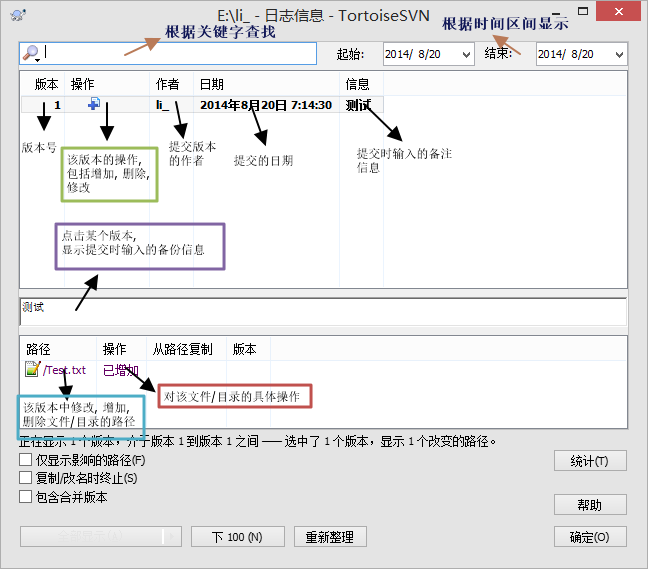 E:\li_ - 日志信息 - TortoiseSVN
根据关键字查找
根据时间区间显示
起始: 2014/ 8/20 结束: 2014/ 8/20
版本 操作 作者 日期 信息
1 li_ 2014年8月20日 7:14:30 测试
版本号
该版本的操作,
包括增加, 删除,
修改
提交版本
的作者
提交的日期
提交时输入的备注
信息
点击某个版本,
显示提交时输入的备份信息
测试
路径 操作 从路径复制 版本
/Test.txt 已增加
对该文件/目录的具体操作
该版本中修改, 增加,
删除文件/目录的路径
正在显示 1 个版本，介于版本 1 到版本 1 之间 —— 选中了 1 个版本，显示 1 个改变的路径。
仅显示影响的路径(F)
统计(T)
复制/改名时终止(S)
包含合并版本
帮助
下 100 (N) 重新整理 确定(O)